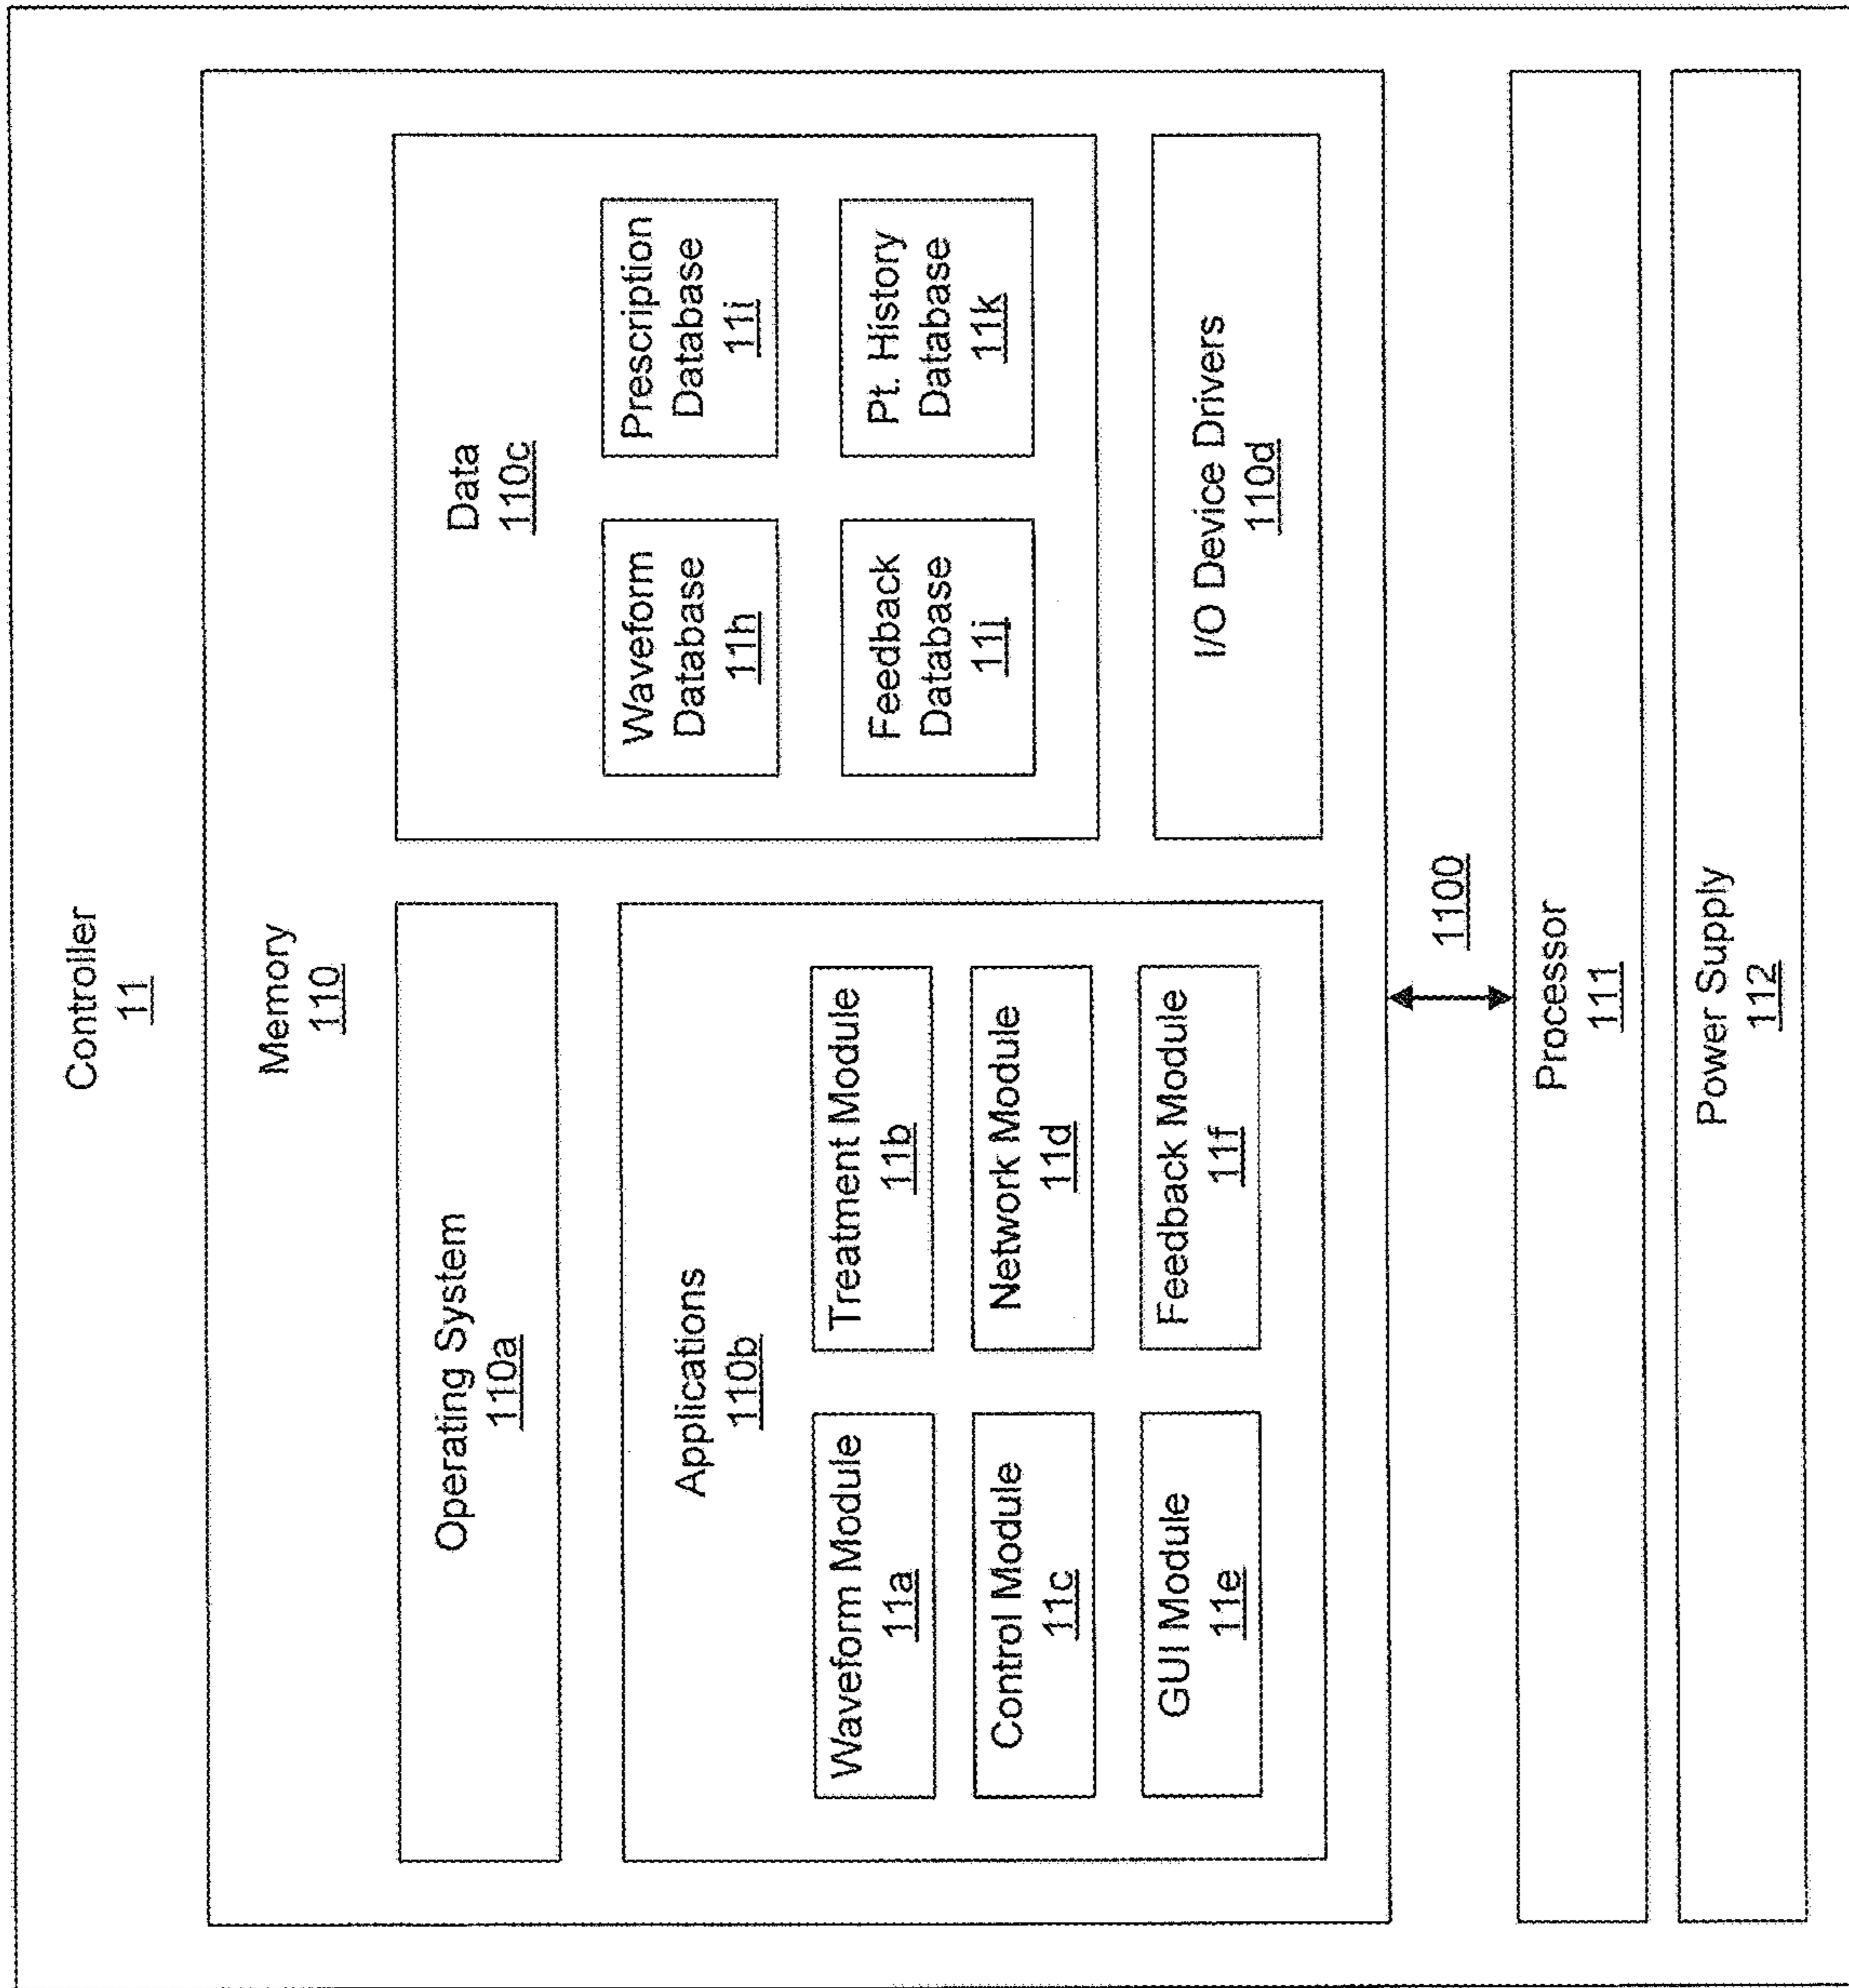 Controller
11
Memory
110
Operating System
110a
Applications
110b
Waveform Module
11a
Treatment Module
11b
Control Module
11c
Network Module
11d
GUI Module
11e
Feedback Module
11f
Data
110c
Waveform
Database
11h
Prescription
Database
11i
Feedback
Database
11j
Pt. History
Database
11k
I/O Device Drivers
110d
1100
Processor
111
Power Supply
112